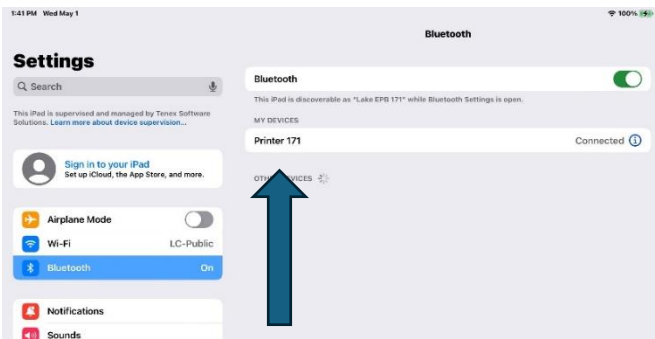 1:41 PM Wed May 1
100%
Bluetooth
Settings
Search
This iPad is supervised and managed by Tenex Software
Solutions. Learn more about device supervision...
Sign in to your iPad
Set up iCloud, the App Store, and more.
Airplane Mode
Wi-Fi LC-Public
Bluetooth On
Notifications
Sounds
Bluetooth
This iPad is discoverable as "Lake EPB 171" while Bluetooth Settings is open.
MY DEVICES
Printer 171 Connected
DEVICES